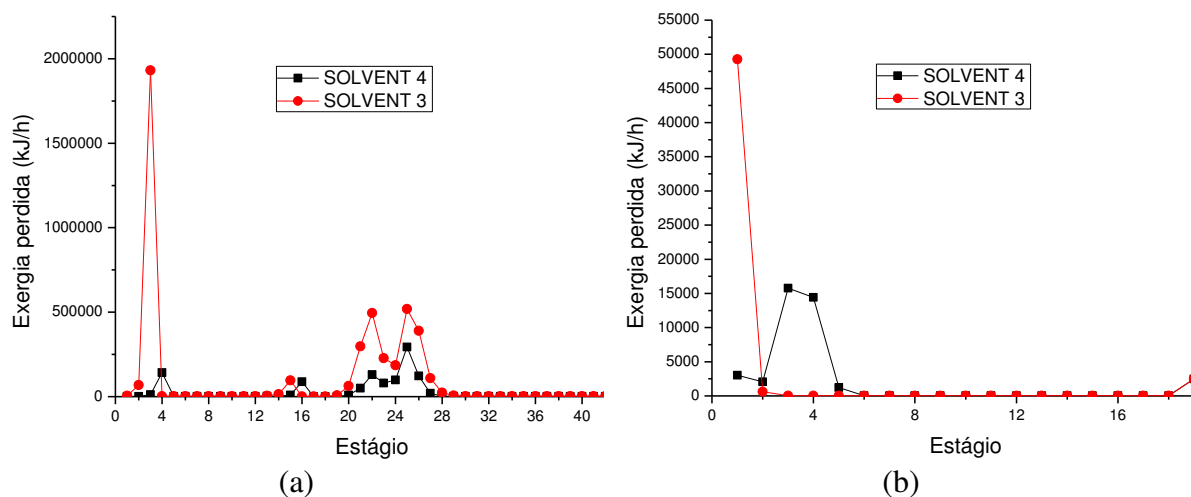 2000000
1500000
1000000
500000
0
Exergia perdida (kJ/h)
SOLVENT 4
SOLVENT 3
0 4 8 12 16 20 24 28 32 36 40
Estágio
(a)
55000
50000
45000
40000
35000
30000
25000
20000
15000
10000
5000
0
Exergia perdida (kJ/h)
SOLVENT 4
SOLVENT 3
0 4 8 12 16
Estágio
(b)